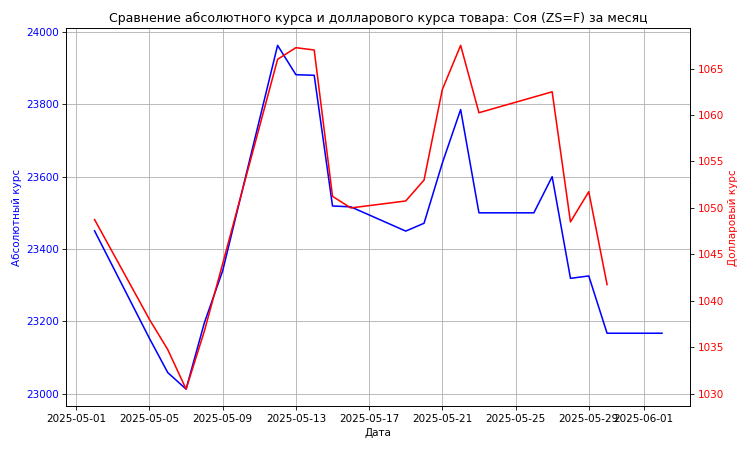 Сравнение абсолютного курса и долларового курса товара: Соя (ZS=F) за месяц
24000
23800
23600
23400
23200
23000
Абсолютный курс
1065
1060
1055
1050
1045
1040
1035
1030
Долларовый курс
2025-05-01 2025-05-05 2025-05-09 2025-05-13 2025-05-17 2025-05-21 2025-05-25 2025-05-29 2025-06-01
Дата